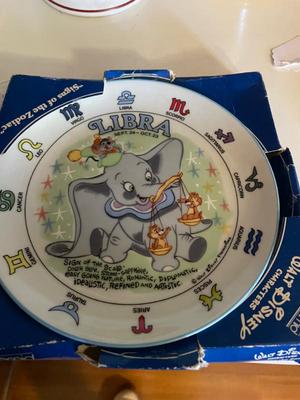 "Signs of the Zodiac"
LIBRA
SCORPIO
SAGITTARIUS
CAPRICORN
AQUARIUS
PISCES
ARIES
TAURUS
GEMINI
CANCER
LEO
VIRGO
LIBRA
SEPT. 24 - OCT. 23
SIGN OF THE SCALE
EASY GOING NATURE, ROMANTIC, DIPLOMATIC,
IDEALISTIC, REFINED AND ARTISTIC.
WALT DISNEY
CHARACTERS